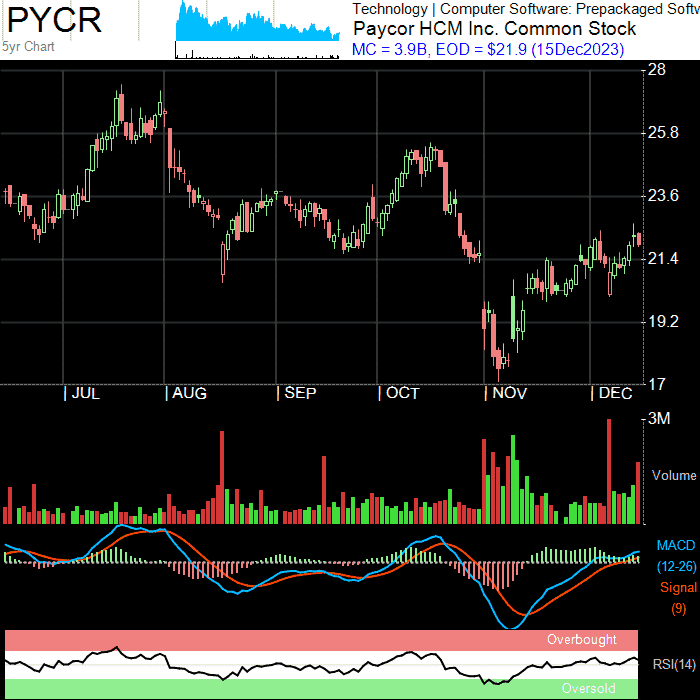 PYCR
5yr Chart
Technology | Computer Software: Prepackaged Softw
Paycor HCM Inc. Common Stock
MC = 3.9B, EOD = $21.9 (15Dec2023)
28
25.8
23.6
21.4
19.2
17
| JUL | AUG | SEP | OCT | NOV | DEC
3M
Volume
MACD
(12-26)
Signal
(9)
Overbought
RSI(14)
Oversold